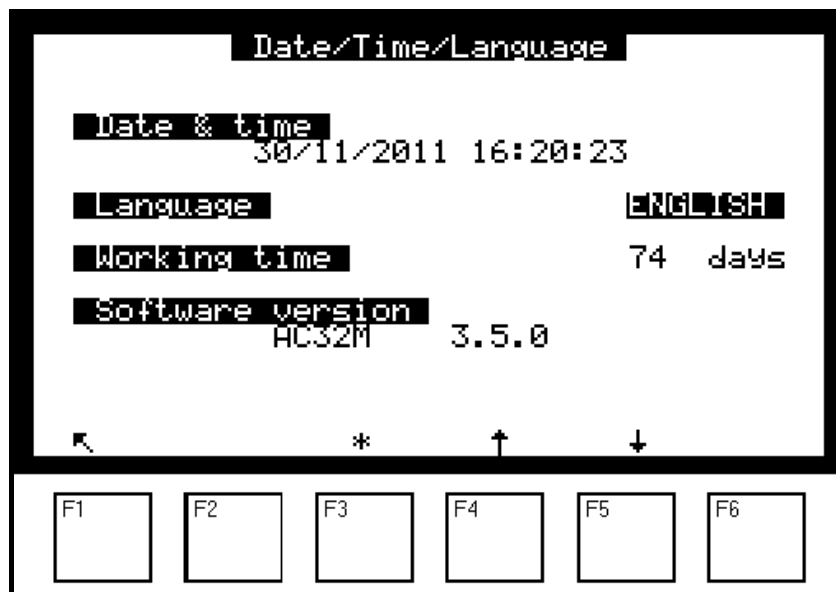 Date/Time/Language
Date & time
30/11/2011 16:20:23
Language ENGLISH
Working time 74 days
Software version
AC32M 3.5.0
*
F1 F2 F3 F4 F5 F6